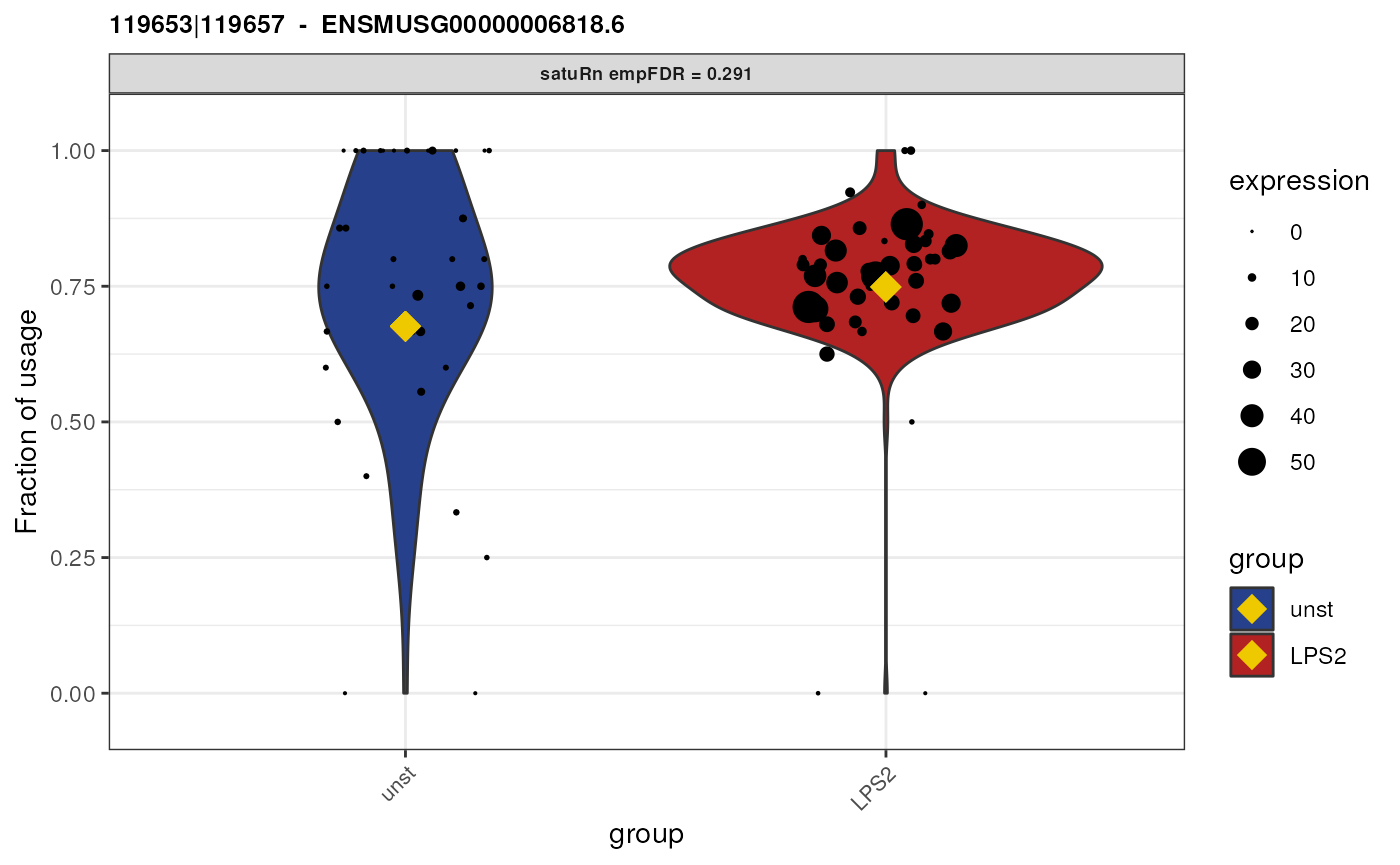 119653|119657 - ENSMUSG00000006818.6
satuRn empFDR = 0.291
Fraction of usage
1.00
0.75
0.50
0.25
0.00
unst
LPS2
group
expression
0
10
20
30
40
50
group
unst
LPS2